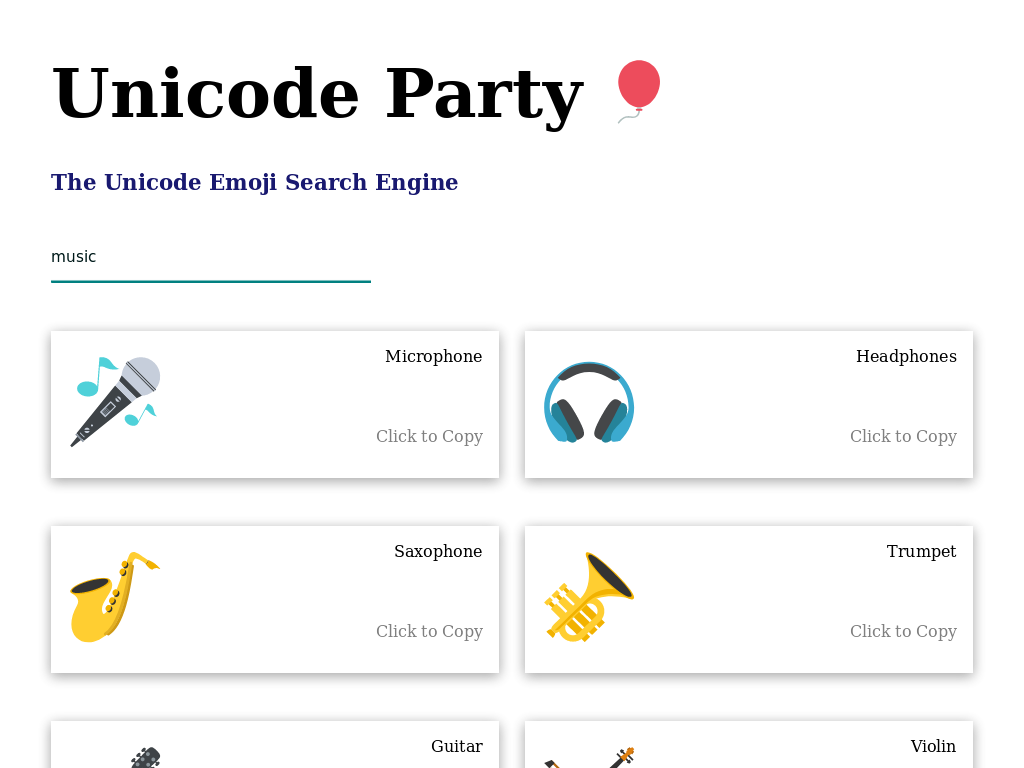 Unicode Party
The Unicode Emoji Search Engine
music
Microphone
Click to Copy
Headphones
Click to Copy
Saxophone
Click to Copy
Trumpet
Click to Copy
Guitar
Violin